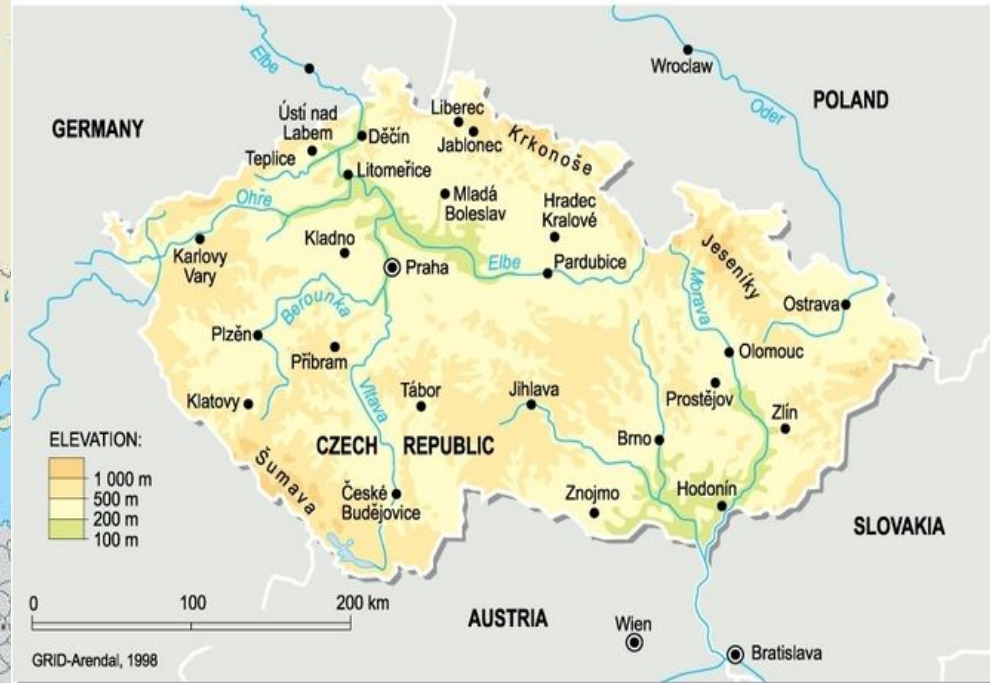 Elbe
Wroclaw
POLAND
Oder
GERMANY
Ústí nad
Labem
Děčín
Teplice
Litoměřice
Liberec
Jablonec
Krkonoše
Mladá
Boleslav
Hradec
Králové
Ohře
Karlovy
Vary
Kladno
Praha
Elbe
Pardubice
Jeseníky
Morava
Ostrava
Berounka
Plzěn
Příbram
Olomouc
Prostějov
Klatovy
Vltava
Tábor
Jihlava
Zlín
ELEVATION:
1 000 m
500 m
200 m
100 m
CZECH REPUBLIC
Brno
Šumava
České
Budějovice
Znojmo
Hodonín
SLOVAKIA
0 100 200 km
AUSTRIA
Wien
Bratislava
GRID-Arendal, 1998